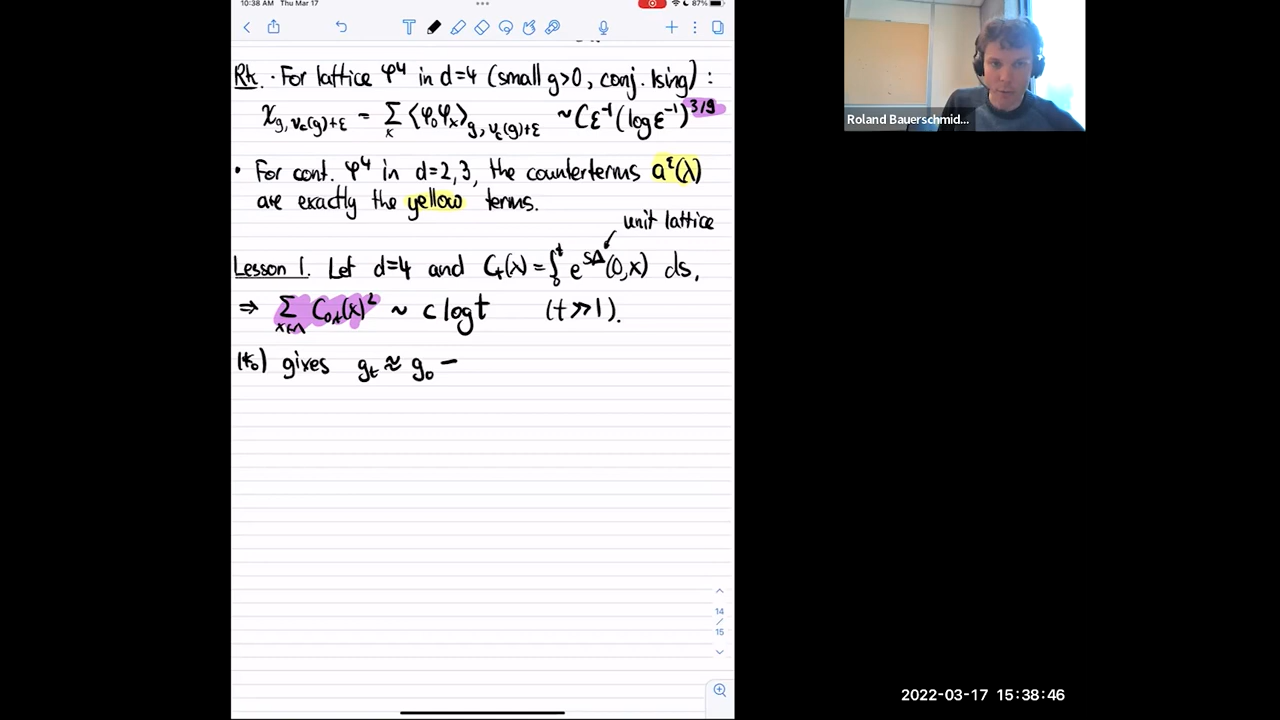 10:38 AM Thu Mar 17
87%
Rk. · For lattice φ⁴ in d=4 (small g>0, conj. Ising) :
χ_{g,ν_c(g)+ε} = Σ_x ⟨φ₀φ_x⟩_{g,ν_c(g)+ε} ~ Cε⁻¹(log ε⁻¹)^{3/9}
• For cont. φ⁴ in d=2,3, the counterterms a^ε(λ)
are exactly the yellow terms.
unit lattice
Lesson 1. Let d=4 and C_t(x) = ∫₀ᵗ e^{sΔ}(0,x) ds,
⇒ Σ_{x∈Λ} C_{0,t}(x)² ~ c log t (t≫1).
gives g_t ≈ g₀ −
14
/
15
Roland Bauerschmid...
2022-03-17 15:38:46